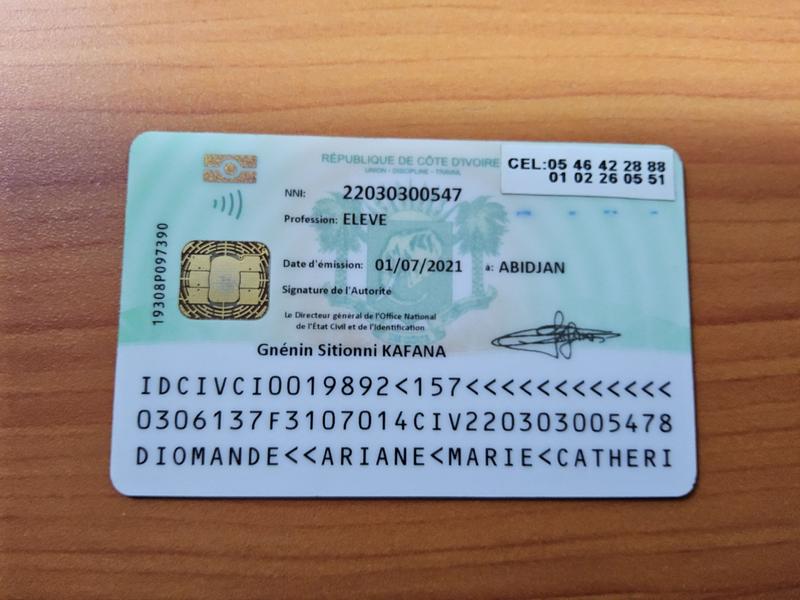 RÉPUBLIQUE DE CÔTE D'IVOIRE
UNION - DISCIPLINE - TRAVAIL
CEL:05 46 42 28 88
01 02 26 05 51
NNI: 22030300547
Profession: ELEVE
Date d'émission: 01/07/2021 à: ABIDJAN
Signature de l'Autorité
Le Directeur général de l'Office National
de l'État Civil et de l'Identification
Gnénin Sitionni KAFANA
19308P097390
IDCIVCI0019892<157<<<<<<<<<<<<
0306137F3107014CIV220303005478
DIOMANDE<<ARIANE<MARIE<CATHERI